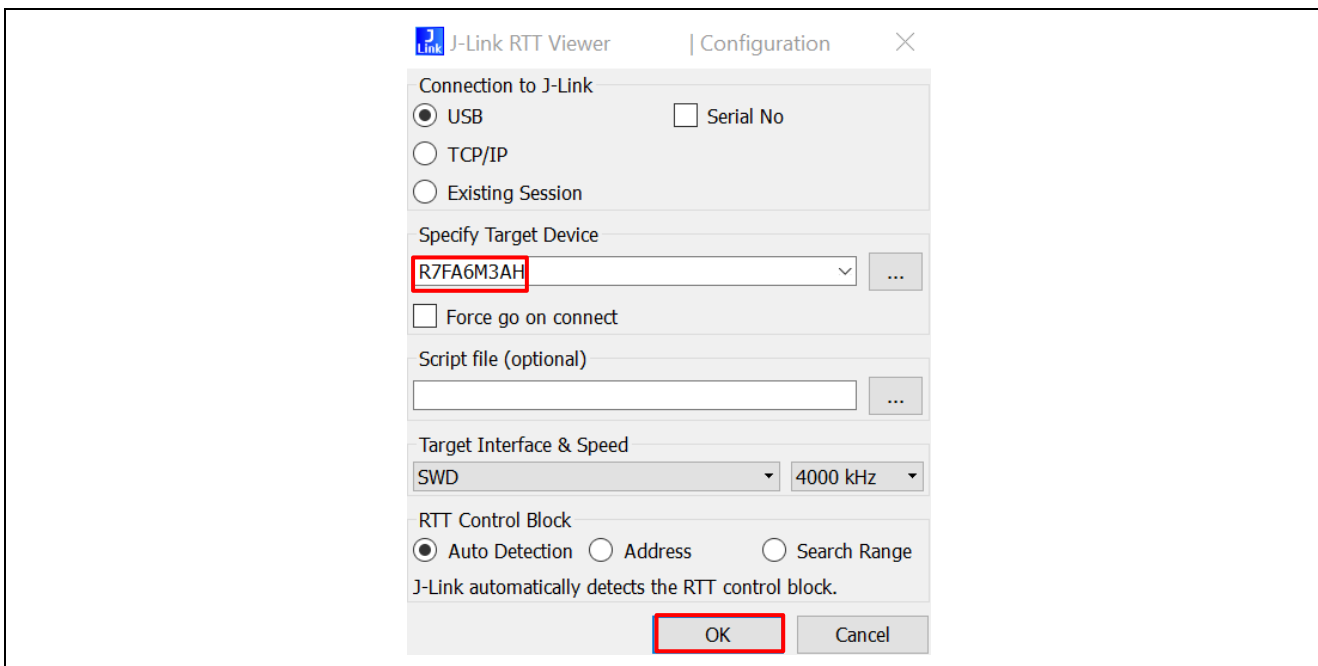 J Link J-Link RTT Viewer | Configuration
Connection to J-Link
USB Serial No
TCP/IP
Existing Session
Specify Target Device
R7FA6M3AH ...
Force go on connect
Script file (optional)
...
Target Interface & Speed
SWD 4000 kHz
RTT Control Block
Auto Detection Address Search Range
J-Link automatically detects the RTT control block.
OK Cancel